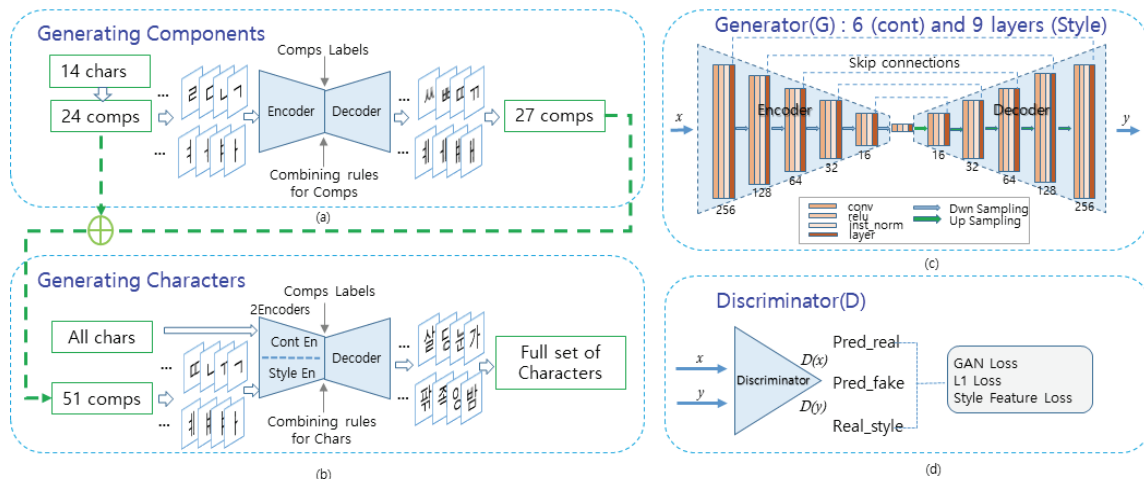 Generating Components
14 chars
24 comps
...
ㄹ ㄷ ㄴ ㄱ
...
ㅕ ㅓ ㅏ
Comps Labels
Encoder
Decoder
Combining rules
for Comps
...
ㅆ ㅃ ㄸ ㄲ
...
ㅖ ㅔ ㅒ ㅐ
27 comps
(a)
Generating Characters
All chars
51 comps
...
ㄸ ㄴ ㄱ
...
ㅖ ㅏ
2Encoders
Comps Labels
Cont En
Style En
Decoder
Combining rules
for Chars
...
살 듬 눈 가
...
팎 족 앙 밤
Full set of
Characters
(b)
Generator(G) : 6 (cont) and 9 layers (Style)
Skip connections
Encoder
Decoder
x
y
256
128
64
32
16
16
32
64
128
256
conv
relu
inst_norm
layer
Dwn Sampling
Up Sampling
(c)
Discriminator(D)
x
y
Discriminator
D(x)
D(y)
Pred_real
Pred_fake
Real_style
GAN Loss
L1 Loss
Style Feature Loss
(d)